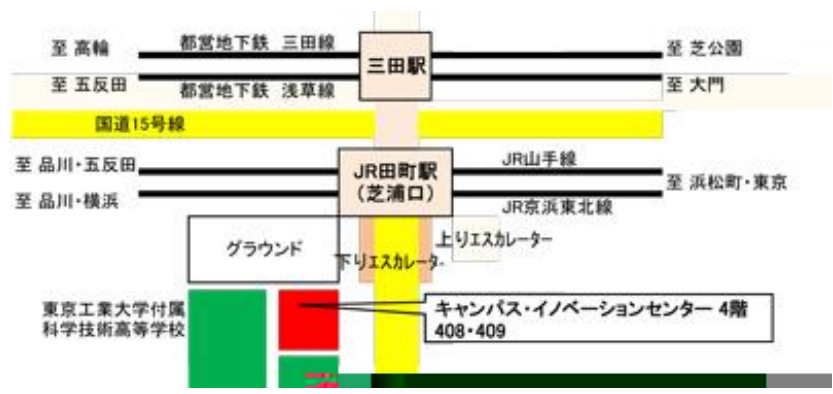 至 高輪
都営地下鉄 三田線
三田駅
至 芝公園
至 五反田
都営地下鉄 浅草線
至 大門
国道15号線
至 品川・五反田
JR田町駅
(芝浦口)
JR山手線
至 浜松町・東京
至 品川・横浜
JR京浜東北線
グラウンド
下りエスカレータ-
上りエスカレーター
東京工業大学付属
科学技術高等学校
キャンパス・イノベーションセンター 4階
408・409